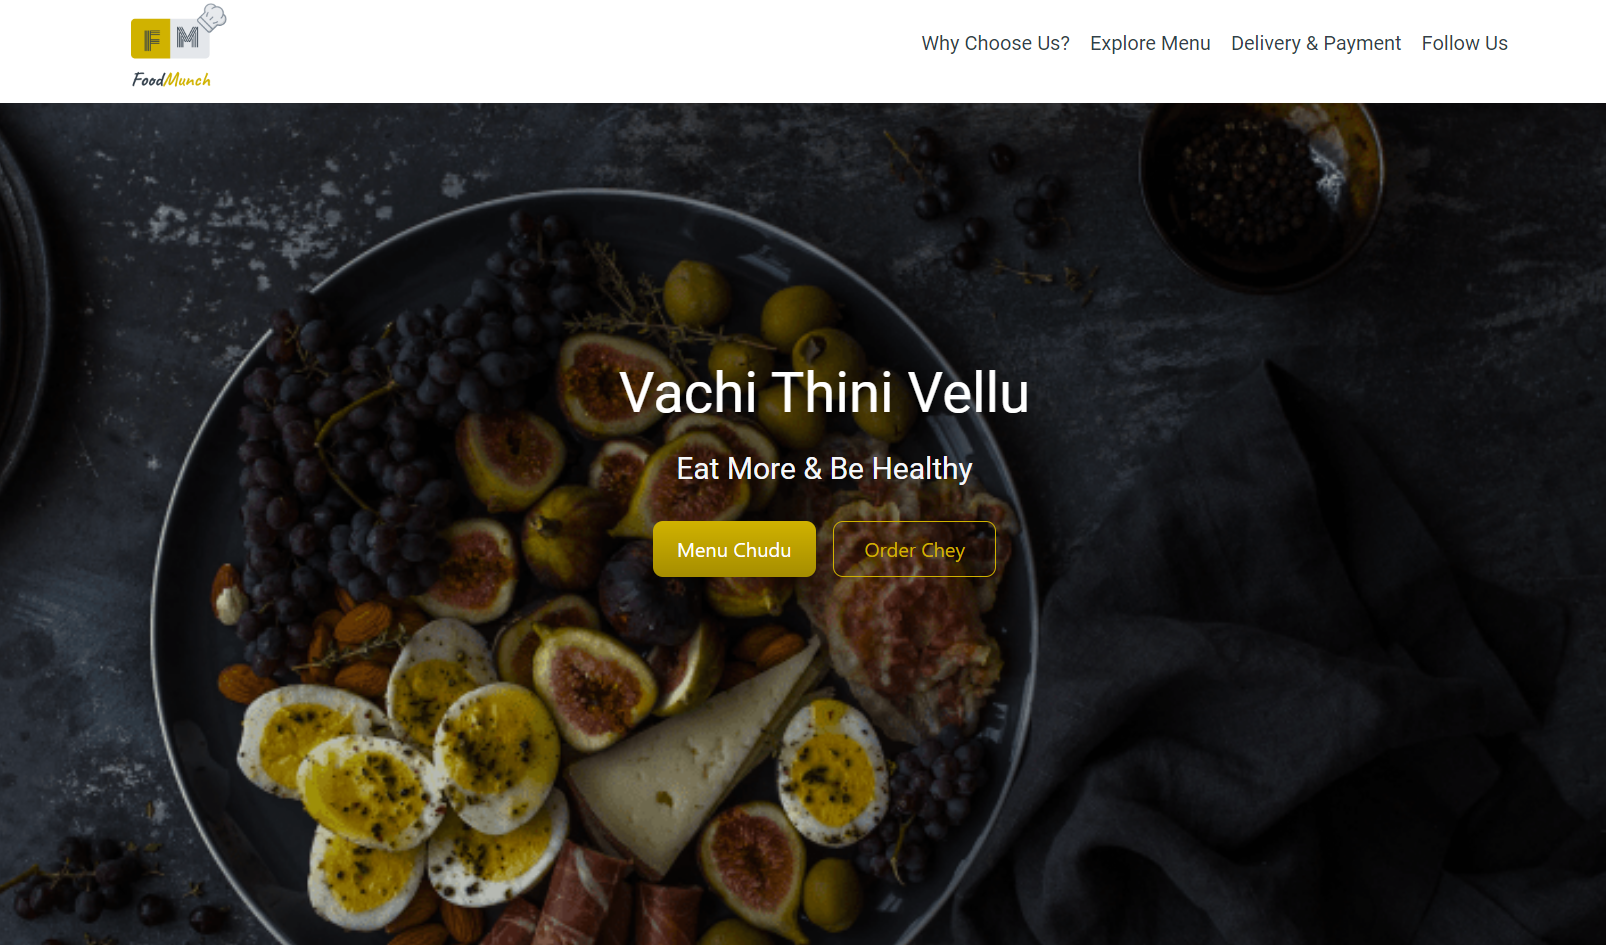 F M
FoodMunch
Why Choose Us? Explore Menu Delivery & Payment Follow Us
Vachi Thini Vellu
Eat More & Be Healthy
Menu Chudu Order Chey